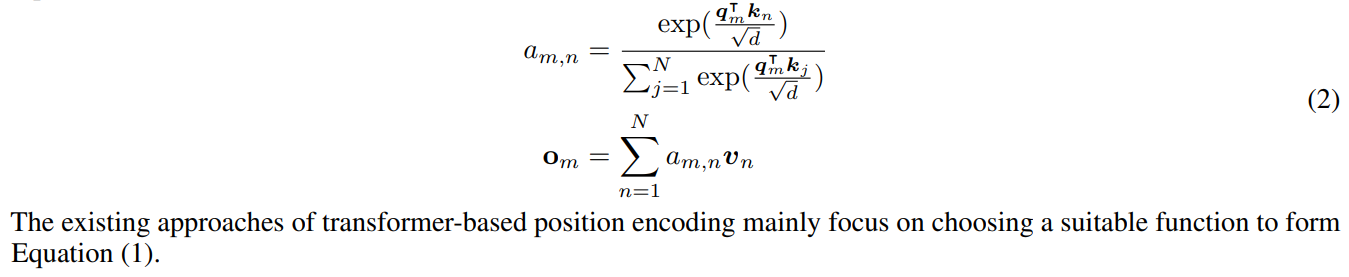 a_{m,n} = \frac{\exp(\frac{\boldsymbol{q}_m^\intercal \boldsymbol{k}_n}{\sqrt{d}})}{\sum_{j=1}^{N} \exp(\frac{\boldsymbol{q}_m^\intercal \boldsymbol{k}_j}{\sqrt{d}})}
(2)
\mathbf{o}_m = \sum_{n=1}^{N} a_{m,n} \boldsymbol{v}_n
The existing approaches of transformer-based position encoding mainly focus on choosing a suitable function to form
Equation (1).